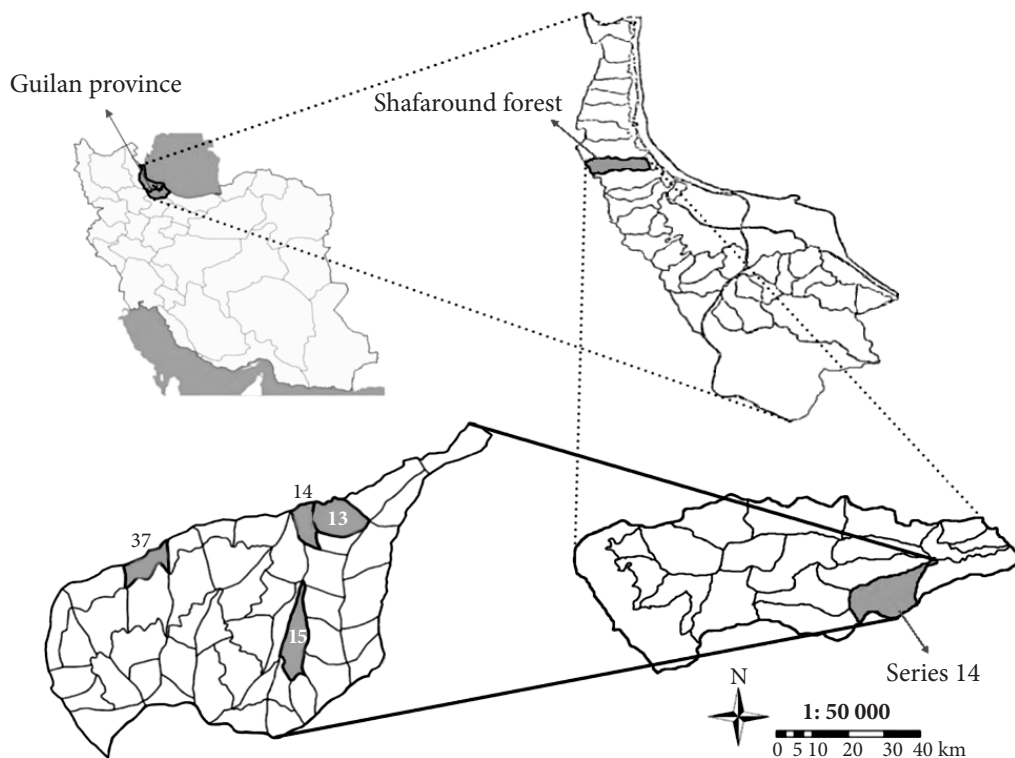 Guilan province
Shafaround forest
14
13
37
15
Series 14
N
1: 50 000
0 5 10 20 30 40 km